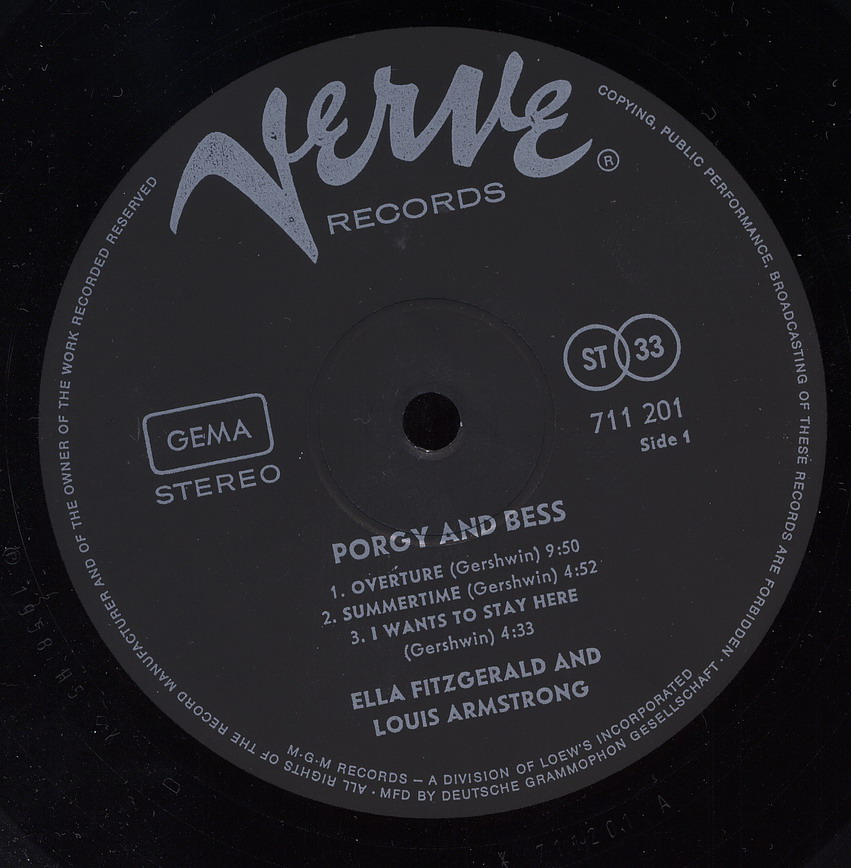 Verve
RECORDS
®
ST 33
711 201
Side 1
GEMA
STEREO
PORGY AND BESS
1. OVERTURE (Gershwin) 9:50
2. SUMMERTIME (Gershwin) 4:52
3. I WANTS TO STAY HERE
(Gershwin) 4:33
ELLA FITZGERALD AND
LOUIS ARMSTRONG
M·G·M RECORDS — A DIVISION OF LOEW'S INCORPORATED
ALL RIGHTS OF THE RECORD MANUFACTURER AND OF THE OWNER OF THE WORK RECORDED RESERVED
COPYING, PUBLIC PERFORMANCE, BROADCASTING OF THESE RECORDS ARE FORBIDDEN
· MFD BY DEUTSCHE GRAMMOPHON GESELLSCHAFT ·